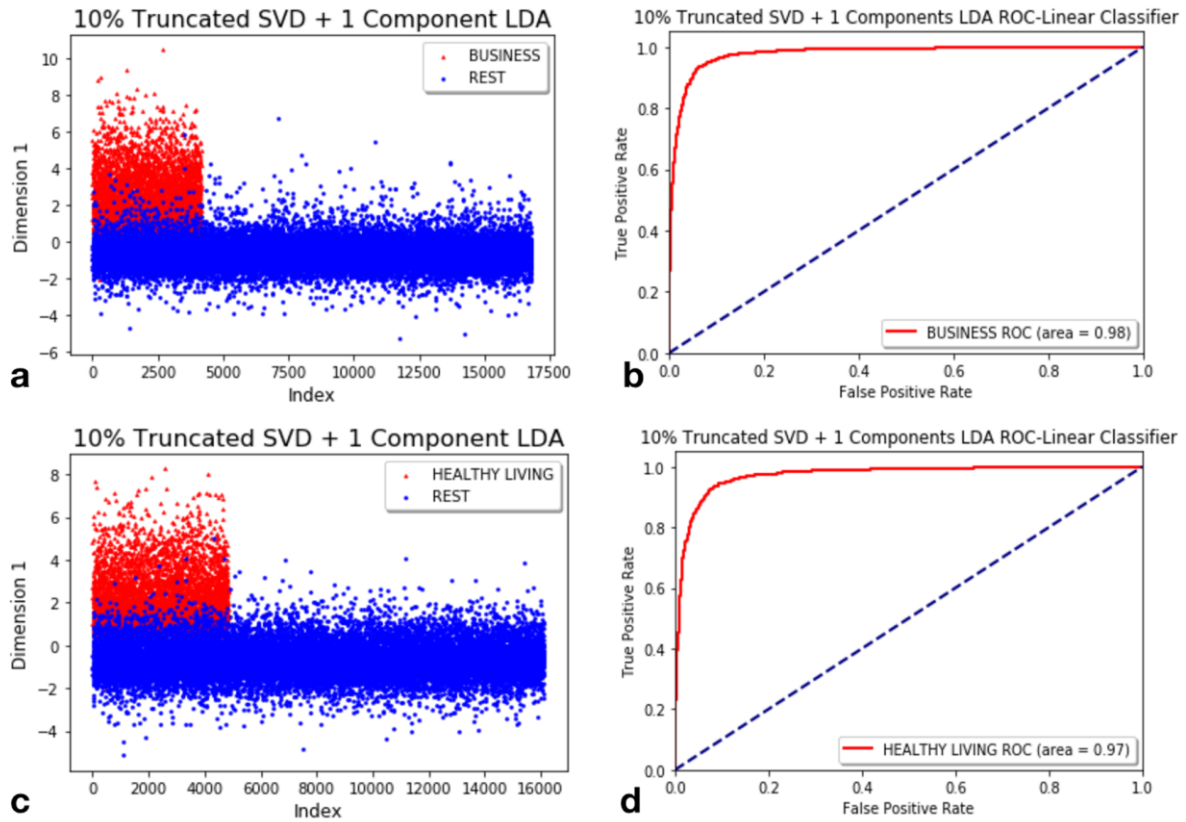 10% Truncated SVD + 1 Component LDA
BUSINESS
REST
10
8
6
4
2
0
−2
−4
−6
Dimension 1
0 2500 5000 7500 10000 12500 15000 17500
Index
a
10% Truncated SVD + 1 Components LDA ROC-Linear Classifier
1.0
0.8
0.6
0.4
0.2
0.0
True Positive Rate
BUSINESS ROC (area = 0.98)
0.0 0.2 0.4 0.6 0.8 1.0
False Positive Rate
b
10% Truncated SVD + 1 Component LDA
HEALTHY LIVING
REST
8
6
4
2
0
−2
−4
Dimension 1
0 2000 4000 6000 8000 10000 12000 14000 16000
Index
c
10% Truncated SVD + 1 Components LDA ROC-Linear Classifier
1.0
0.8
0.6
0.4
0.2
0.0
True Positive Rate
HEALTHY LIVING ROC (area = 0.97)
0.0 0.2 0.4 0.6 0.8 1.0
False Positive Rate
d